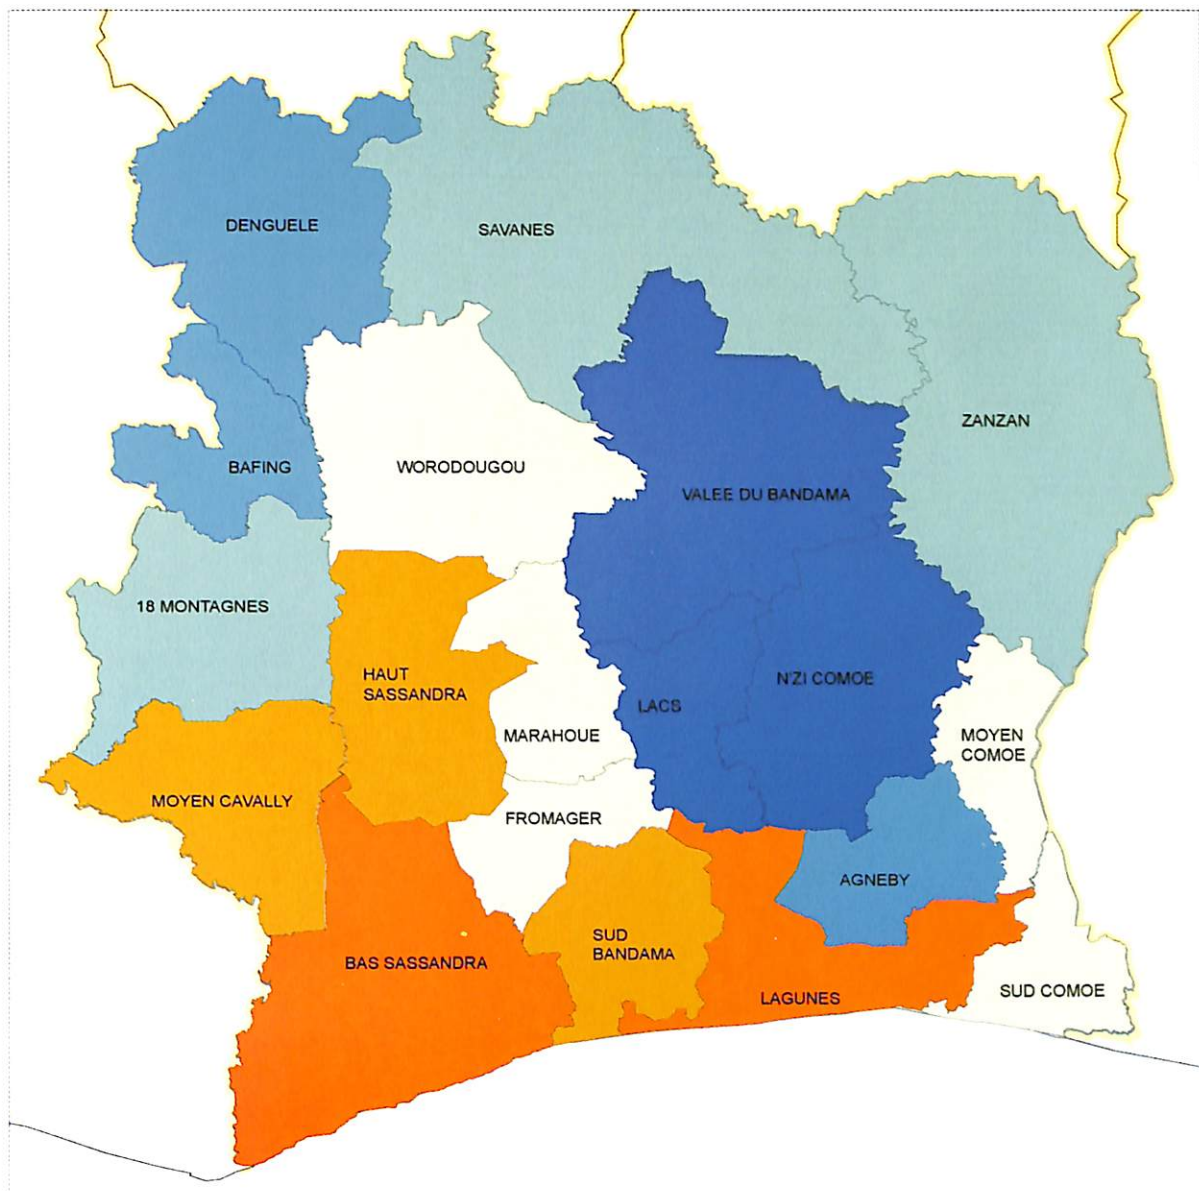 DENGUELE
SAVANES
ZANZAN
BAFING
WORODOUGOU
VALEE DU BANDAMA
18 MONTAGNES
HAUT
SASSANDRA
N'ZI COMOE
LACS
MARAHOUE
MOYEN
COMOE
MOYEN CAVALLY
FROMAGER
AGNEBY
SUD
BANDAMA
BAS SASSANDRA
LAGUNES
SUD COMOE